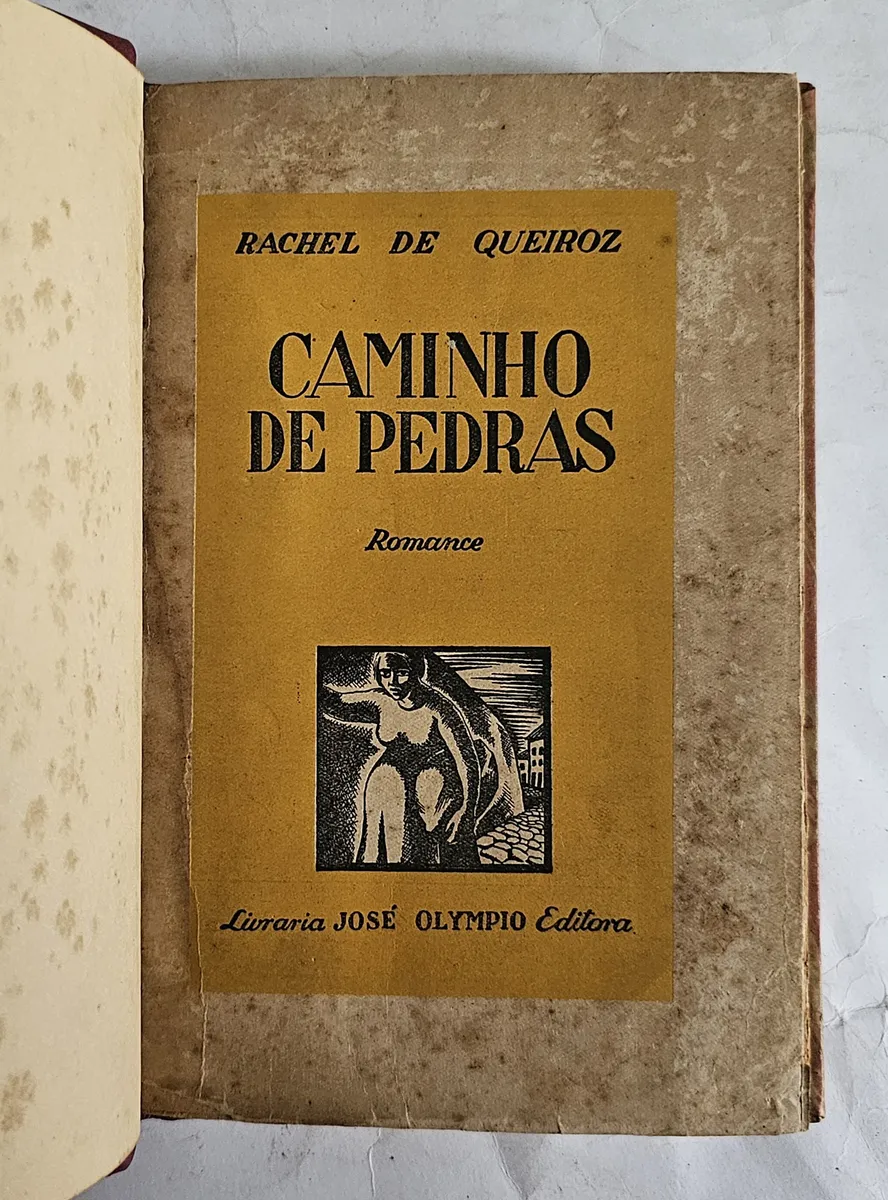 RACHEL DE QUEIROZ
CAMINHO
DE PEDRAS
Romance
Livraria JOSÉ OLYMPIO Editora